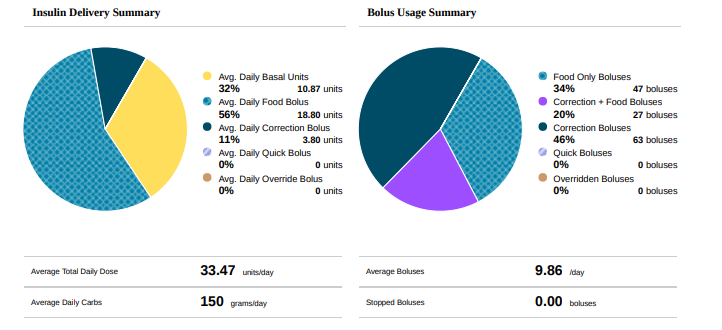 Insulin Delivery Summary
Avg. Daily Basal Units
32% 10.87 units
Avg. Daily Food Bolus
56% 18.80 units
Avg. Daily Correction Bolus
11% 3.80 units
Avg. Daily Quick Bolus
0% 0 units
Avg. Daily Override Bolus
0% 0 units
Average Total Daily Dose 33.47 units/day
Average Daily Carbs 150 grams/day
Bolus Usage Summary
Food Only Boluses
34% 47 boluses
Correction + Food Boluses
20% 27 boluses
Correction Boluses
46% 63 boluses
Quick Boluses
0% 0 boluses
Overridden Boluses
0% 0 boluses
Average Boluses 9.86 /day
Stopped Boluses 0.00 boluses